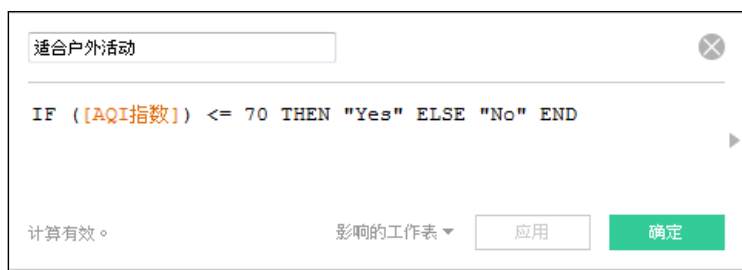 适合户外活动
IF ([AQI指数]) <= 70 THEN "Yes" ELSE "No" END
计算有效。
影响的工作表
应用
确定